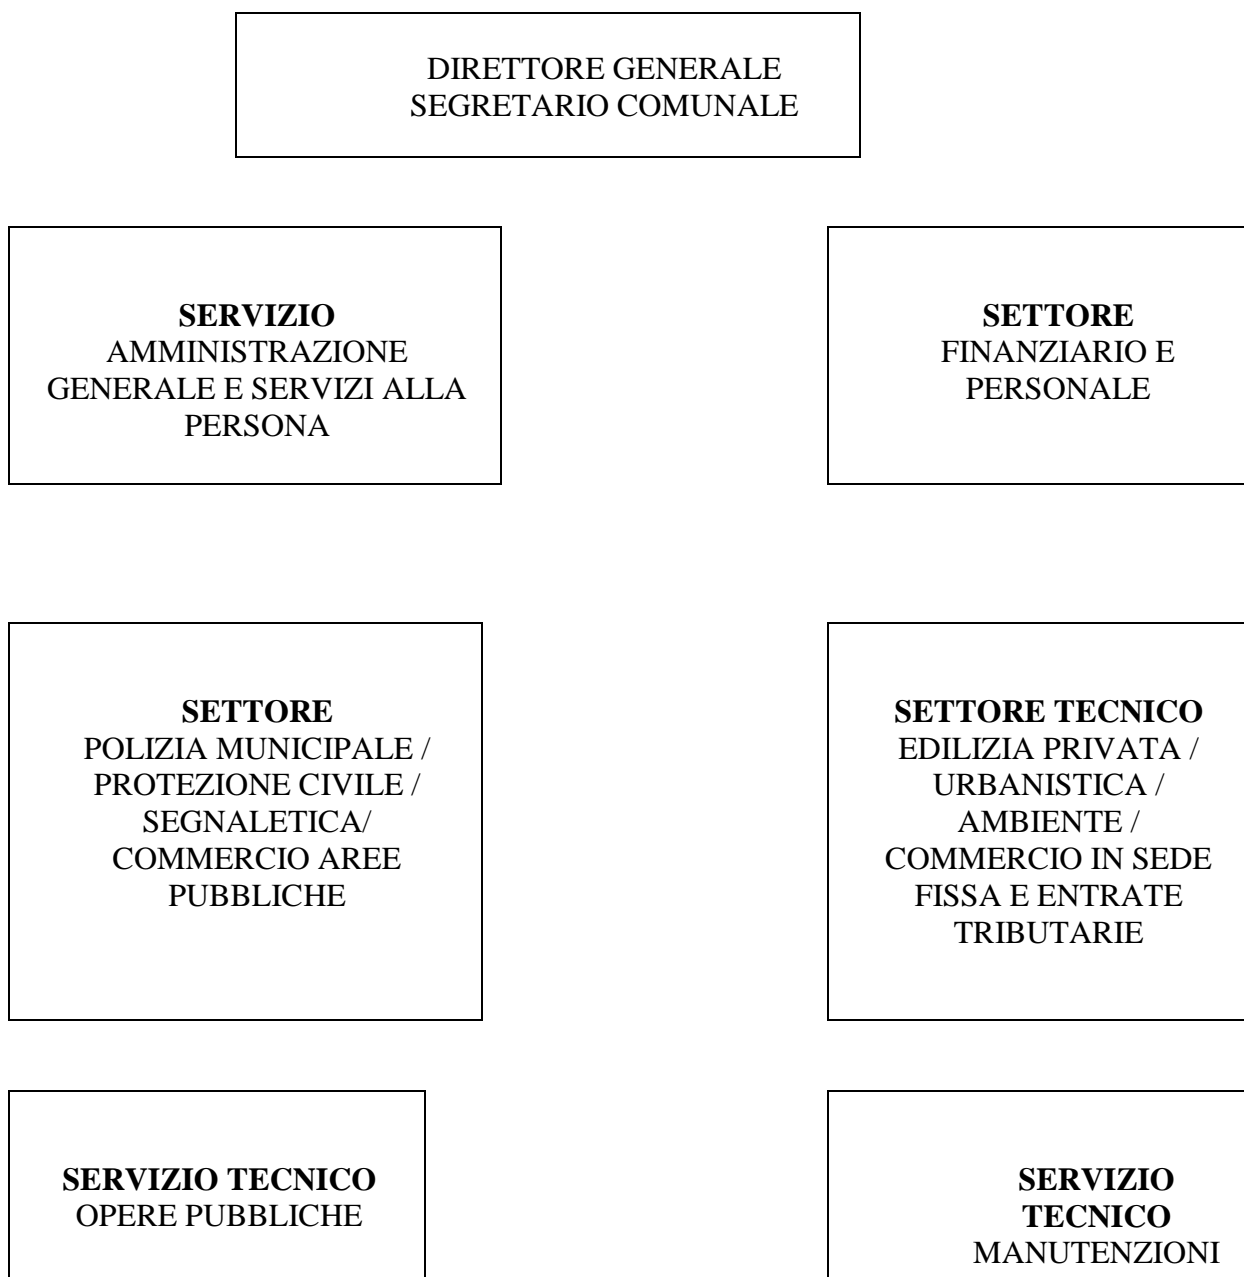 DIRETTORE GENERALE
SEGRETARIO COMUNALE
SERVIZIO
AMMINISTRAZIONE
GENERALE E SERVIZI ALLA
PERSONA
SETTORE
FINANZIARIO E
PERSONALE
SETTORE
POLIZIA MUNICIPALE /
PROTEZIONE CIVILE /
SEGNALETICA/
COMMERCIO AREE
PUBBLICHE
SETTORE TECNICO
EDILIZIA PRIVATA /
URBANISTICA /
AMBIENTE /
COMMERCIO IN SEDE
FISSA E ENTRATE
TRIBUTARIE
SERVIZIO TECNICO
OPERE PUBBLICHE
SERVIZIO
TECNICO
MANUTENZIONI